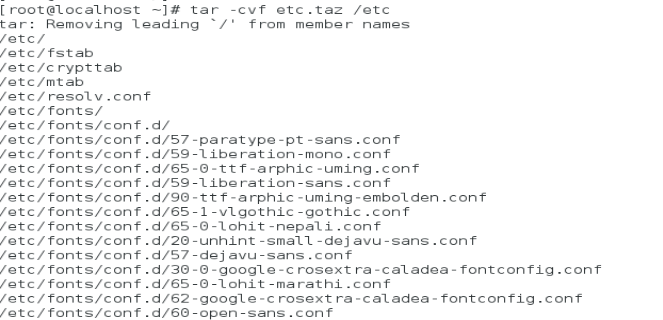 [root@localhost ~]# tar -cvf etc.taz /etc
tar: Removing leading `/' from member names
/etc/
/etc/fstab
/etc/crypttab
/etc/mtab
/etc/resolv.conf
/etc/fonts/
/etc/fonts/conf.d/
/etc/fonts/conf.d/57-paratype-pt-sans.conf
/etc/fonts/conf.d/59-liberation-mono.conf
/etc/fonts/conf.d/65-0-ttf-arphic-uming.conf
/etc/fonts/conf.d/59-liberation-sans.conf
/etc/fonts/conf.d/90-ttf-arphic-uming-embolden.conf
/etc/fonts/conf.d/65-1-vlgothic-gothic.conf
/etc/fonts/conf.d/65-0-lohit-nepali.conf
/etc/fonts/conf.d/20-unhint-small-dejavu-sans.conf
/etc/fonts/conf.d/57-dejavu-sans.conf
/etc/fonts/conf.d/30-0-google-crosextra-caladea-fontconfig.conf
/etc/fonts/conf.d/65-0-lohit-marathi.conf
/etc/fonts/conf.d/62-google-crosextra-caladea-fontconfig.conf
/etc/fonts/conf.d/60-open-sans.conf